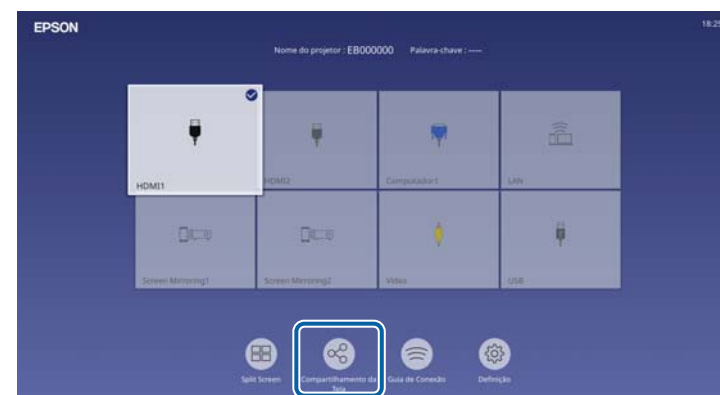 EPSON
18:25
Nome do projetor : EB000000 Palavra-chave : ----
HDMI1
HDMI2
Computador1
LAN
Screen Mirroring1
Screen Mirroring2
Vídeo
USB
Split Screen
Compartilhamento da
Tela
Guia de Conexão
Definição